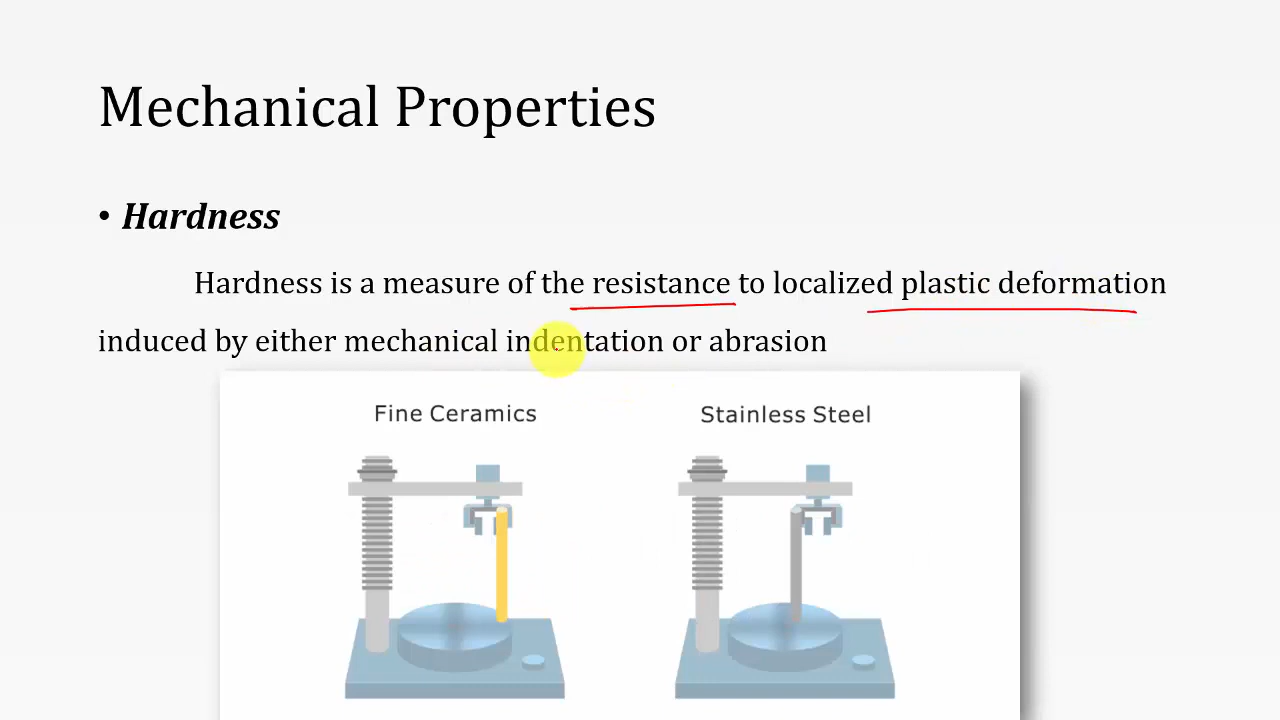 Mechanical Properties
• Hardness
Hardness is a measure of the resistance to localized plastic deformation
induced by either mechanical indentation or abrasion
Fine Ceramics
Stainless Steel